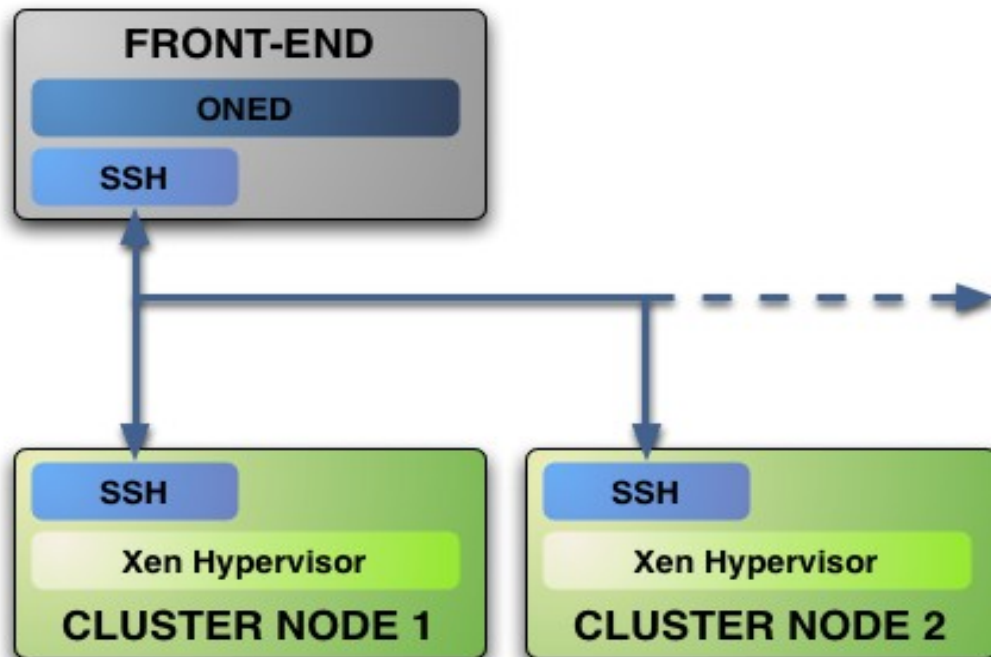 FRONT-END
ONED
SSH
SSH
Xen Hypervisor
CLUSTER NODE 1
SSH
Xen Hypervisor
CLUSTER NODE 2